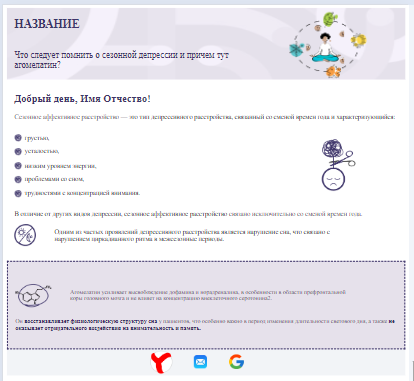 НАЗВАНИЕ
Что следует помнить о сезонной депрессии и причем тут
агомелатин?
Добрый день, Имя Отчество!
Сезонное аффективное расстройство — это тип депрессивного расстройства, связанный со сменой времен года и характеризующийся:
грустью,
усталостью,
низким уровнем энергии,
проблемами со сном,
трудностями с концентрацией внимания.
В отличие от других видов депрессии, сезонное аффективное расстройство связано исключительно со сменой времен года.
Одним из частых проявлений депрессивного расстройства является нарушение сна, что связано с
нарушением циркадианного ритма в межсезонные периоды.
Агомелатин усиливает высвобождение дофамина и норадреналина, в особенности в области префронтальной
коры головного мозга и не влияет на концентрацию внеклеточного серотонина2.
Он восстанавливает физиологическую структуру сна у пациентов, что особенно важно в период изменения длительности светового дня, а также не
оказывает отрицательного воздействия на внимательность и память.